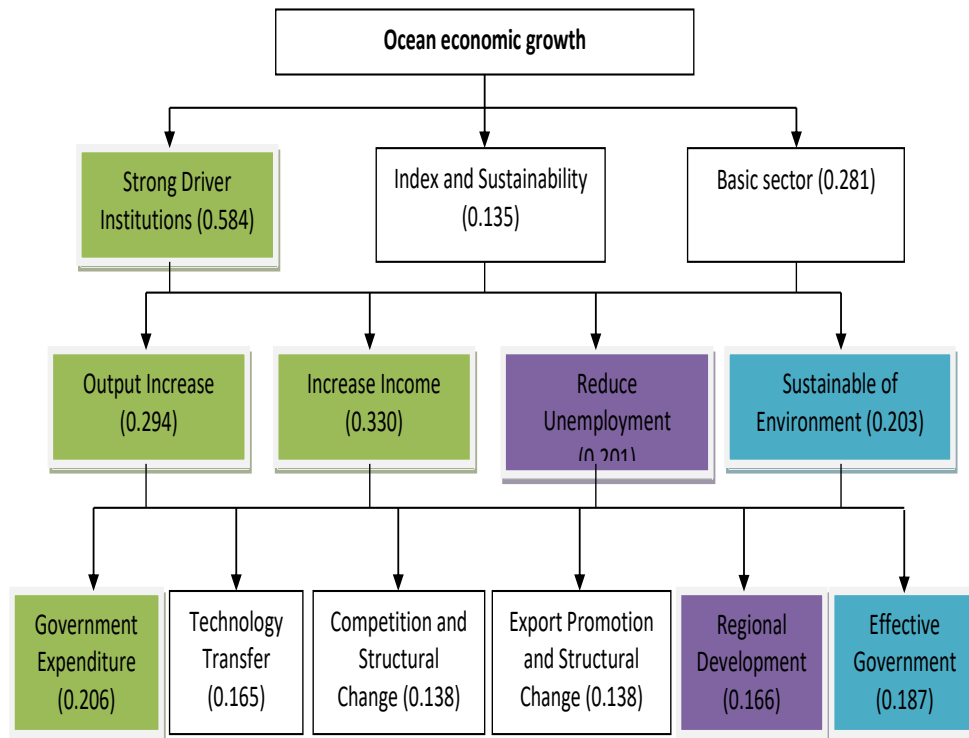 Ocean economic growth
Strong Driver
Institutions (0.584)
Index and Sustainability
(0.135)
Basic sector (0.281)
Output Increase
(0.294)
Increase Income
(0.330)
Reduce
Unemployment
(0.201)
Sustainable of
Environment (0.203)
Government
Expenditure
(0.206)
Technology
Transfer
(0.165)
Competition and
Structural
Change (0.138)
Export Promotion
and Structural
Change (0.138)
Regional
Development
(0.166)
Effective
Government
(0.187)